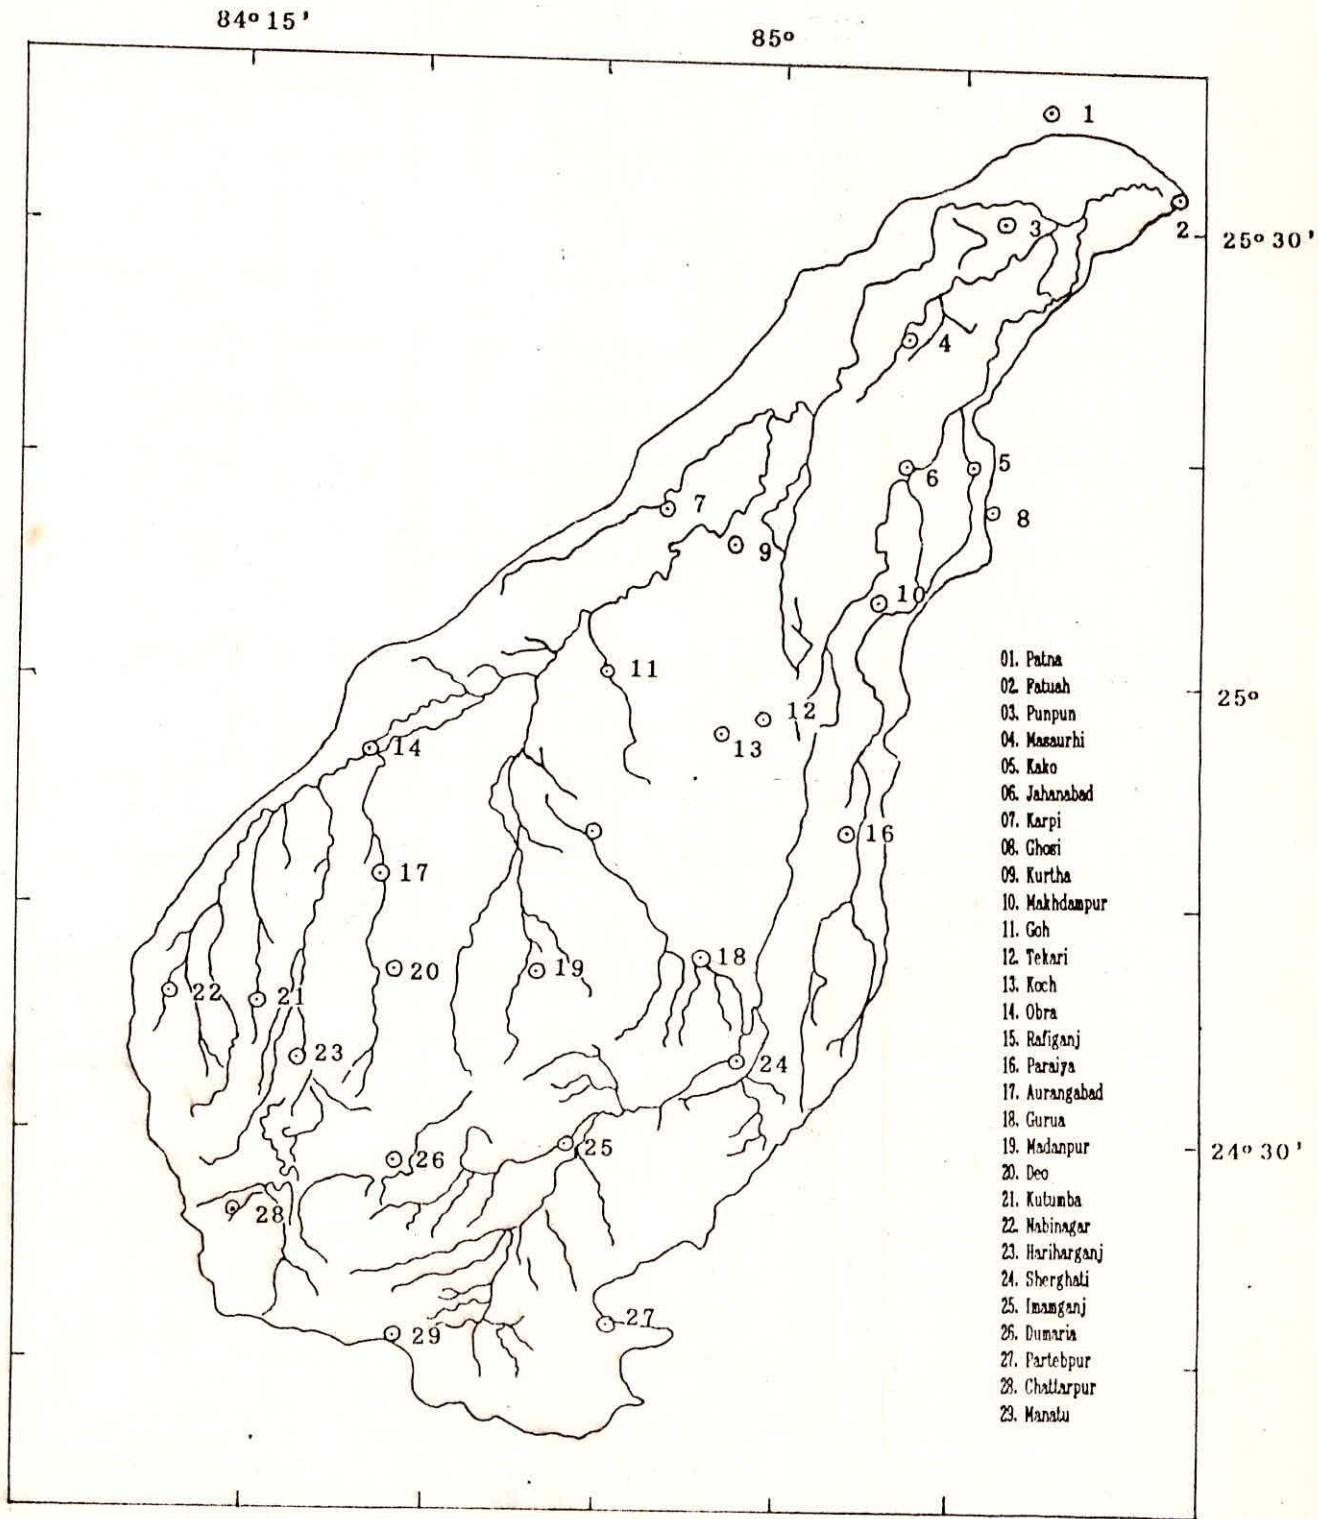 84° 15'
85°
1
2
3
25° 30'
4
5
6
7
8
9
10
11
25°
12
13
14
16
17
18
19
20
21
22
23
24
24° 30'
25
26
27
28
29
01. Patna
02. Fatuah
03. Punpun
04. Masaurhi
05. Kako
06. Jahanabad
07. Karpi
08. Ghosi
09. Kurtha
10. Makhdampur
11. Goh
12. Tekari
13. Koch
14. Obra
15. Rafiganj
16. Paraiya
17. Aurangabad
18. Gurua
19. Madanpur
20. Deo
21. Kutumba
22. Nabinagar
23. Hariharganj
24. Sherghati
25. Imamganj
26. Dumaria
27. Partebpur
28. Chattarpur
29. Manatu